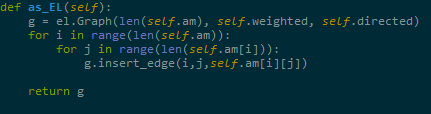 def as_EL(self):
    g = el.Graph(len(self.am), self.weighted, self.directed)
    for i in range(len(self.am)):
        for j in range(len(self.am[i])):
            g.insert_edge(i,j,self.am[i][j])
    return g